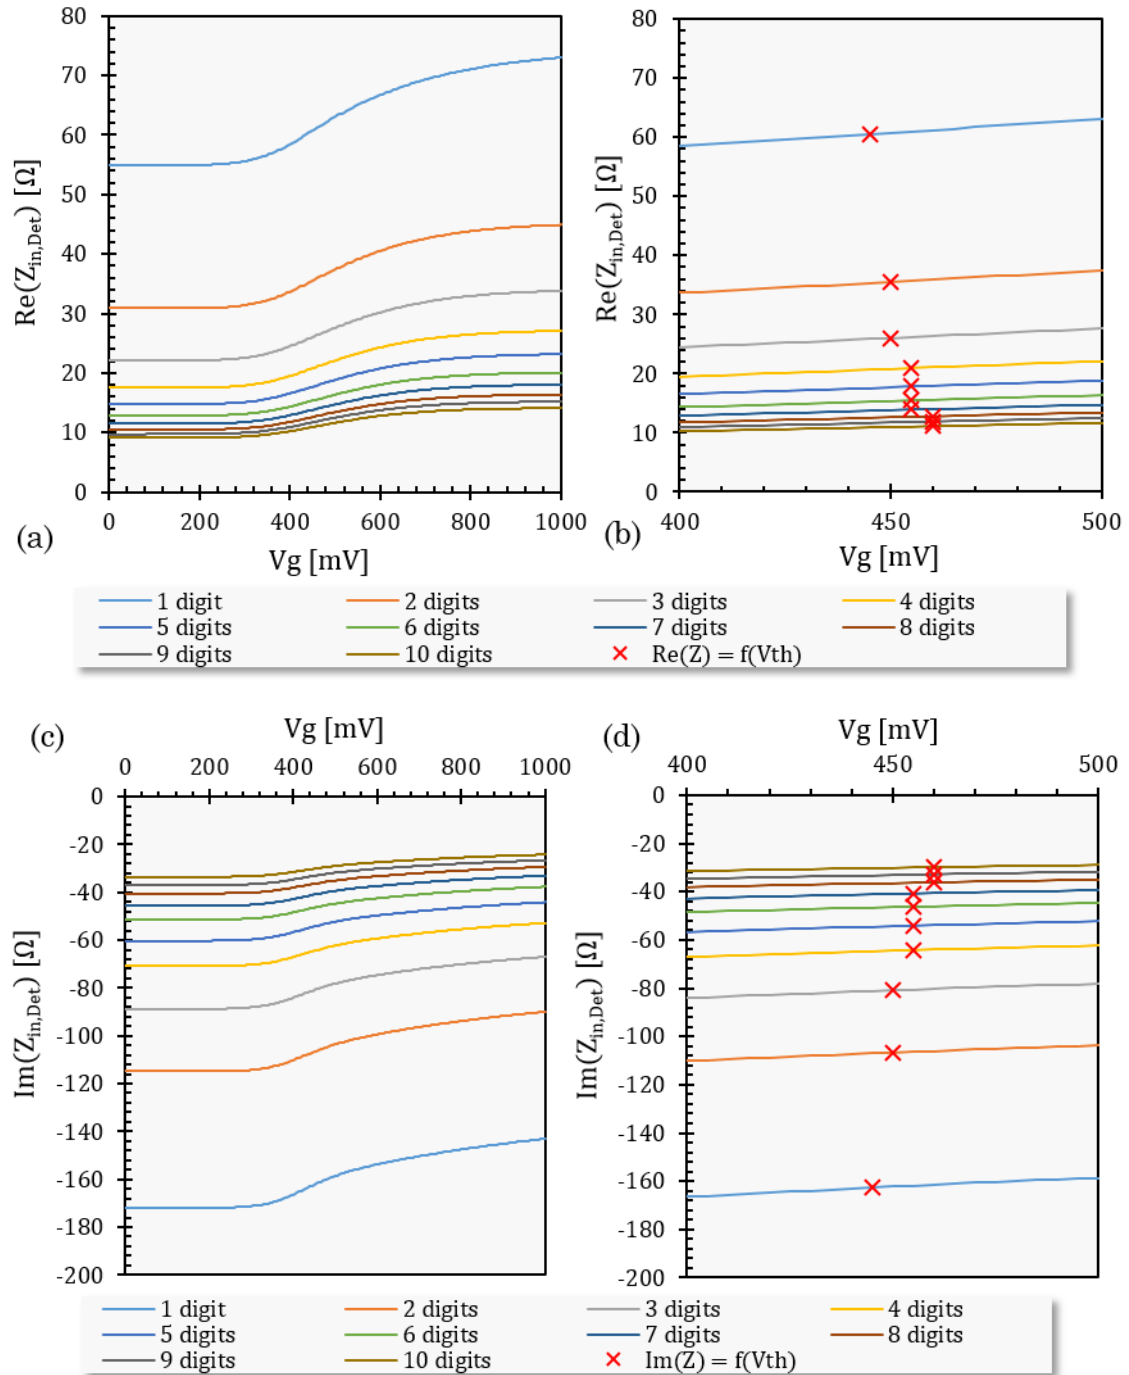 80
70
60
50
40
30
20
10
0
Re(Z_in,Det) [Ω]
0 200 400 600 800 1000
(a)
Vg [mV]
80
70
60
50
40
30
20
10
0
Re(Z_in,Det) [Ω]
400 450 500
(b)
Vg [mV]
1 digit 2 digits 3 digits 4 digits
5 digits 6 digits 7 digits 8 digits
9 digits 10 digits Re(Z) = f(Vth)
(c)
Vg [mV]
0 200 400 600 800 1000
0
-20
-40
-60
-80
-100
-120
-140
-160
-180
-200
Im(Z_in,Det) [Ω]
(d)
Vg [mV]
400 450 500
0
-20
-40
-60
-80
-100
-120
-140
-160
-180
-200
Im(Z_in,Det) [Ω]
1 digit 2 digits 3 digits 4 digits
5 digits 6 digits 7 digits 8 digits
9 digits 10 digits Im(Z) = f(Vth)